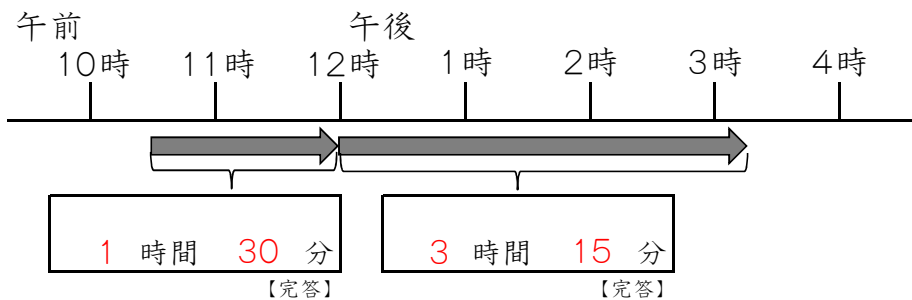 午前 午後
10時 11時 12時 1時 2時 3時 4時
1 時間 30 分 3 時間 15 分
【完答】 【完答】